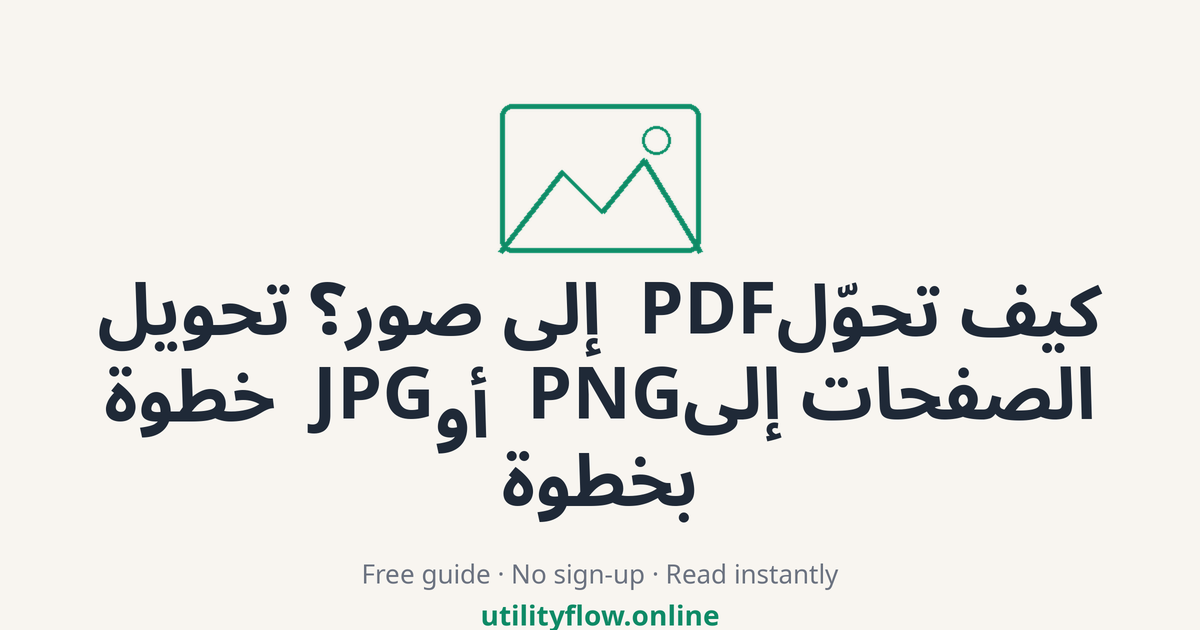 كيف تحوّل PDF إلى صور؟ تحويل
الصفحات إلى PNG أو JPG خطوة
بخطوة
Free guide · No sign-up · Read instantly
utilityflow.online